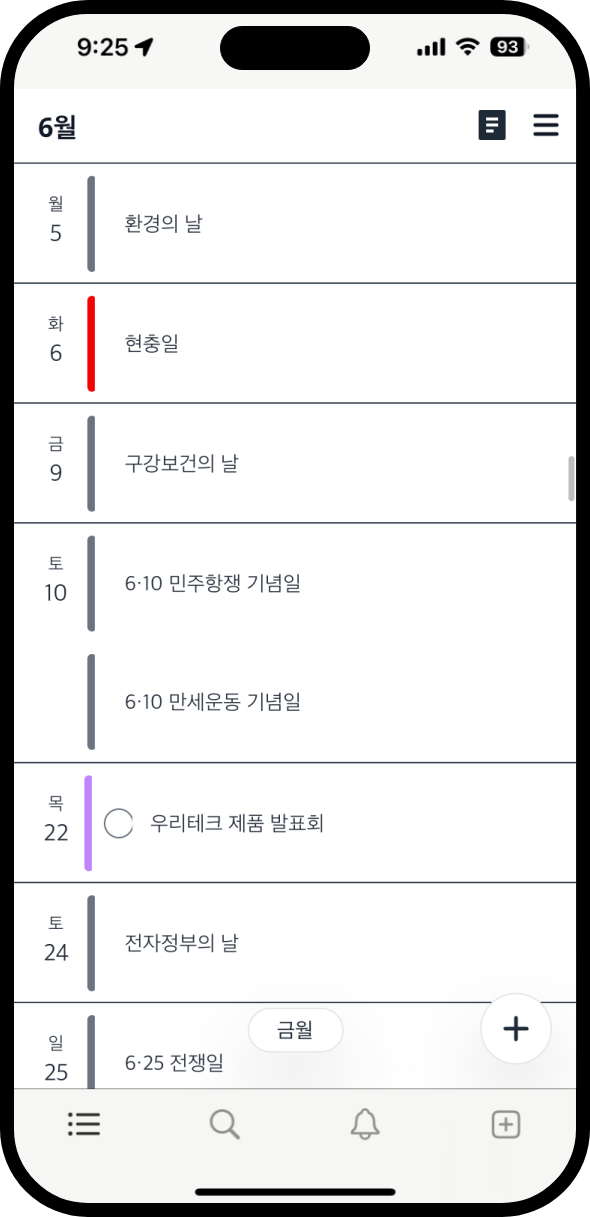 9:25
93
6월
월
5
환경의 날
화
6
현충일
금
9
구강보건의 날
토
10
6·10 민주항쟁 기념일
6·10 만세운동 기념일
목
22
우리테크 제품 발표회
토
24
전자정부의 날
일
25
6·25 전쟁일
금월